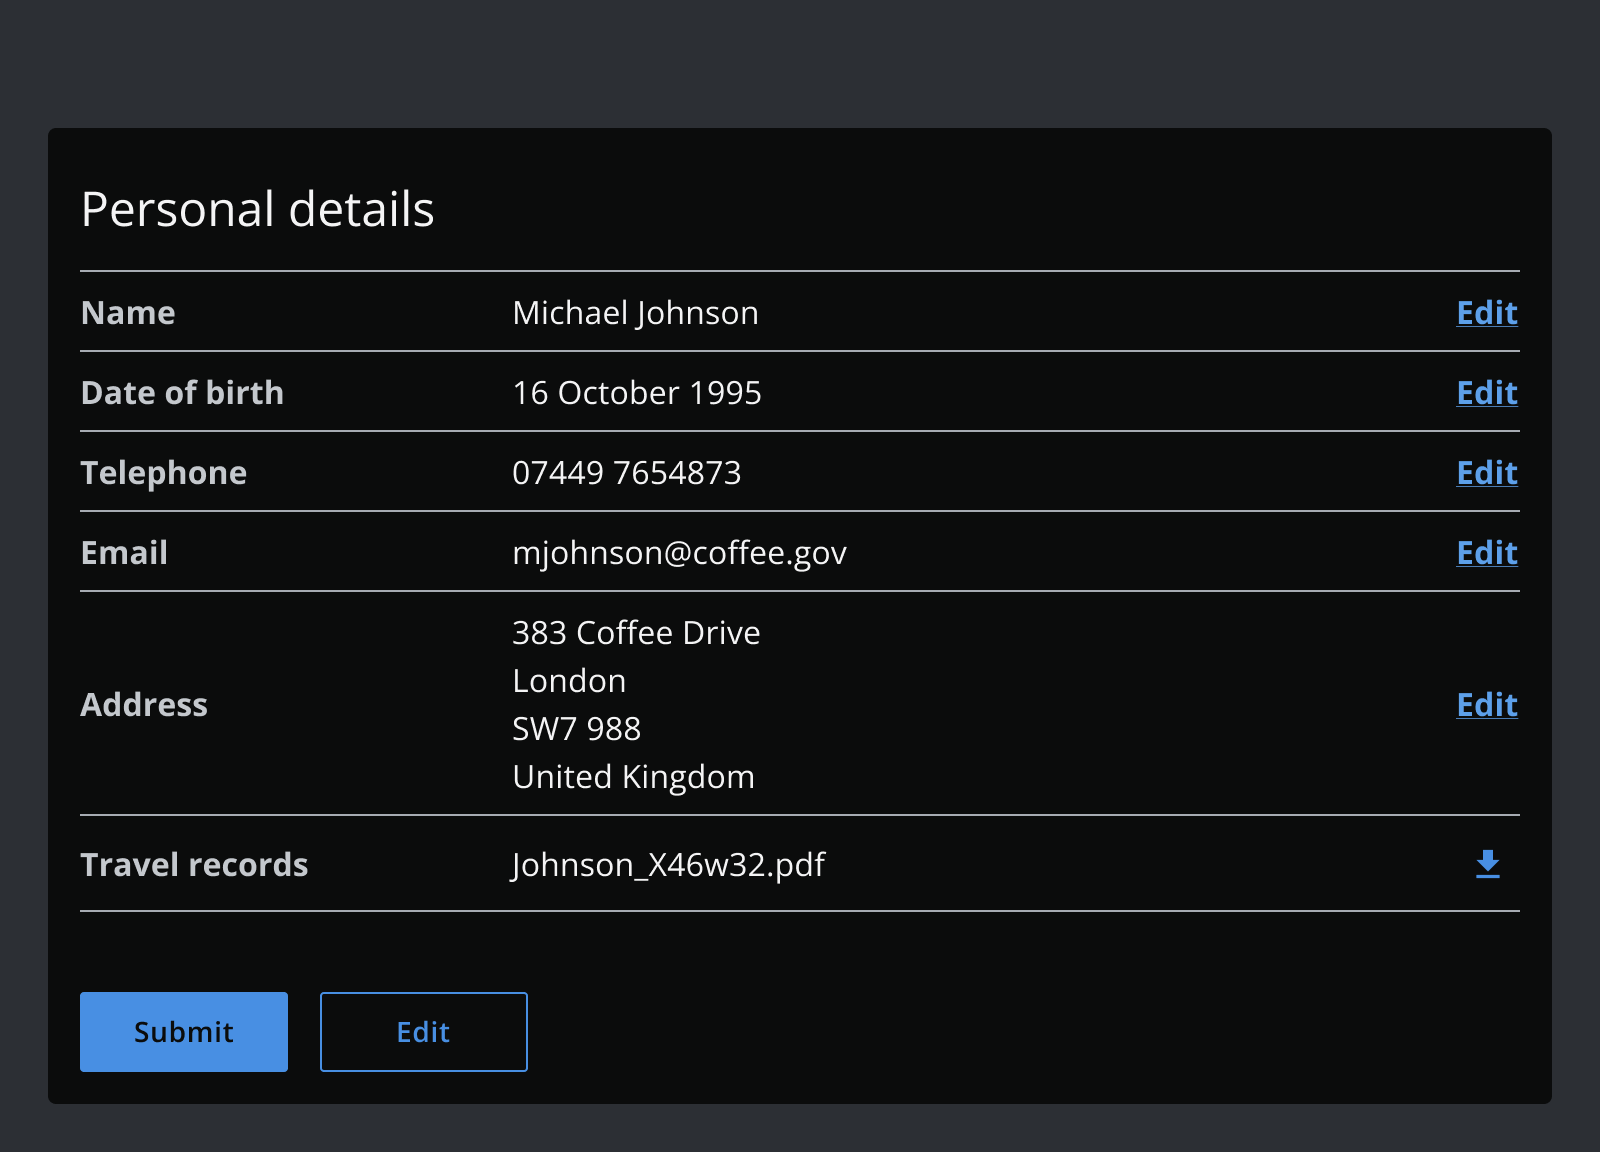 Personal details
Name Michael Johnson Edit
Date of birth 16 October 1995 Edit
Telephone 07449 7654873 Edit
Email mjohnson@coffee.gov Edit
383 Coffee Drive
London
Address Edit
SW7 988
United Kingdom
Travel records Johnson_X46w32.pdf
Submit Edit